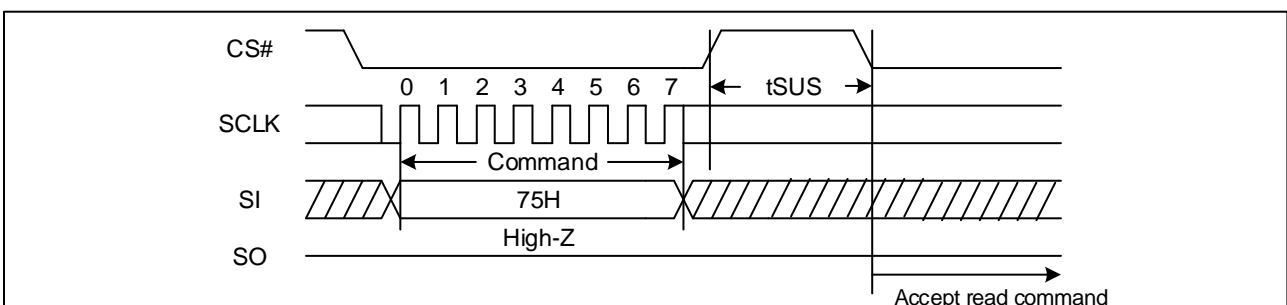 CS#
0 1 2 3 4 5 6 7
tSUS
SCLK
Command
SI
75H
High-Z
SO
Accept read command